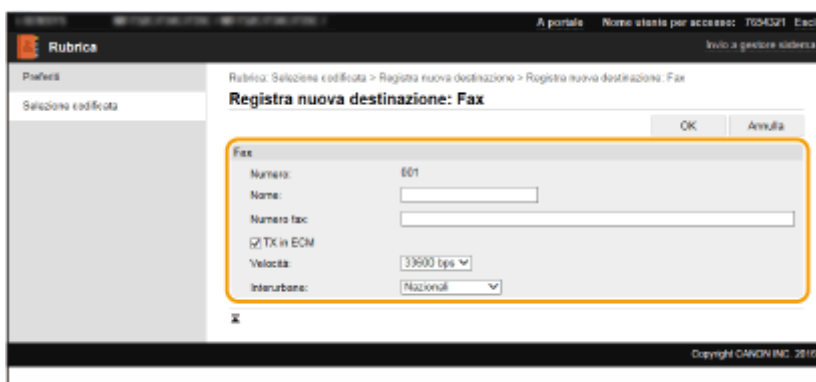 A portale Nome utente per accesso: 7654321 Esci
Rubrica
Invio a gestore sistema
Preferiti
Selezione codificata
Rubrica: Selezione codificata > Registra nuova destinazione > Registra nuova destinazione: Fax
Registra nuova destinazione: Fax
OK Annulla
Fax
Numero: 001
Nome:
Numero fax:
TX in ECM
Velocità: 33600 bps
Interurbane: Nazionali
Copyright CANON INC. 2016